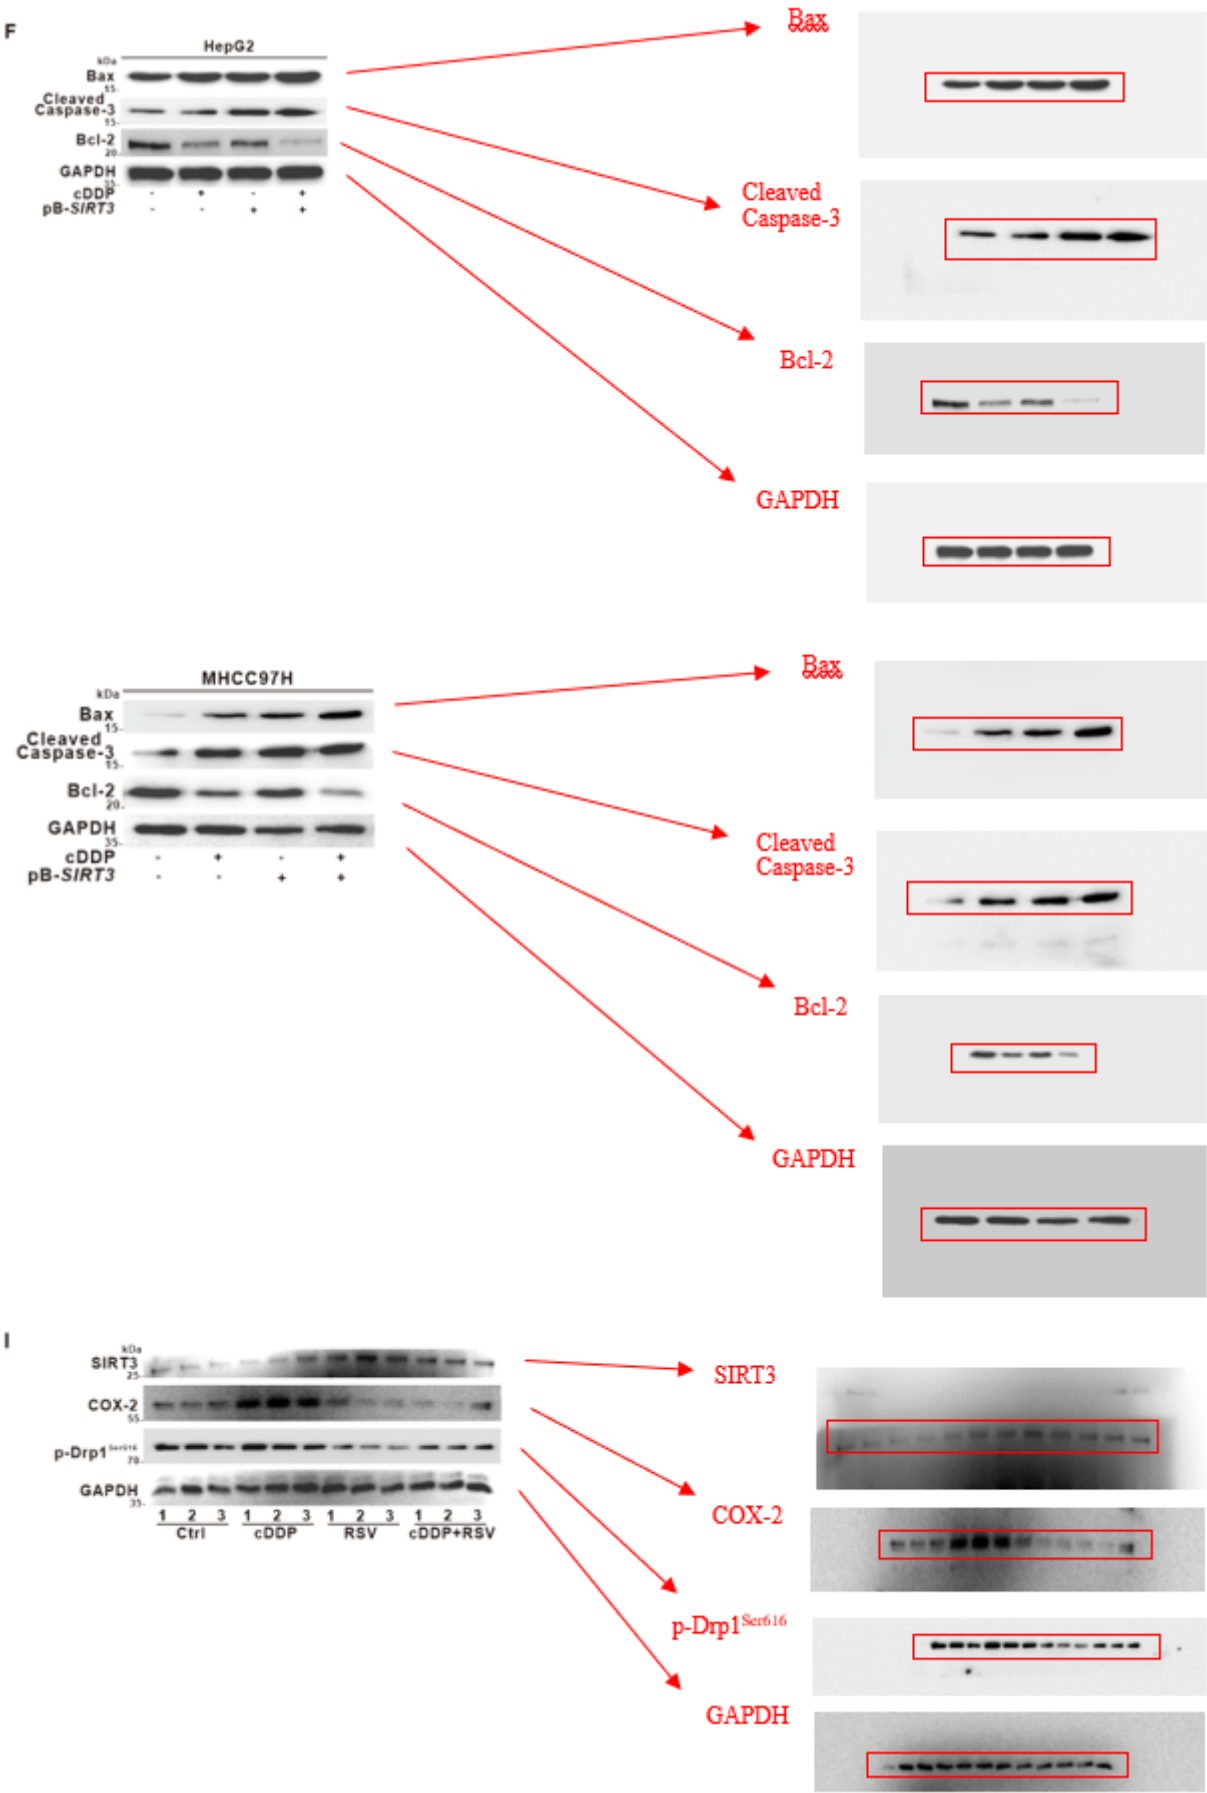 F
HepG2
kDa
Bax
15-
Cleaved
Caspase-3
15-
Bcl-2
20-
GAPDH
35-
cDDP - + - +
pB-SIRT3 - - + +
Bax
Cleaved
Caspase-3
Bcl-2
GAPDH
MHCC97H
kDa
Bax
15-
Cleaved
Caspase-3
15-
Bcl-2
20-
GAPDH
35-
cDDP - + - +
pB-SIRT3 - - + +
Bax
Cleaved
Caspase-3
Bcl-2
GAPDH
I
kDa
SIRT3
25-
COX-2
55-
p-Drp1Ser616
70-
GAPDH
35-
1 2 3 1 2 3 1 2 3 1 2 3
Ctrl cDDP RSV cDDP+RSV
SIRT3
COX-2
p-Drp1Ser616
GAPDH